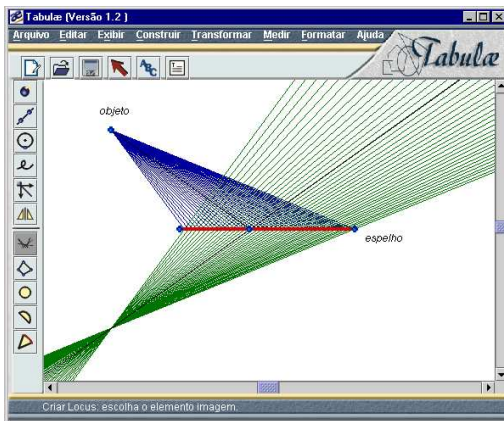 Tabulæ (Versão 1.2 )
Arquivo Editar Exibir Construir Transformar Medir Formatar Ajuda
Tabulæ
ABC
objeto
espelho
Criar Locus: escolha o elemento imagem.